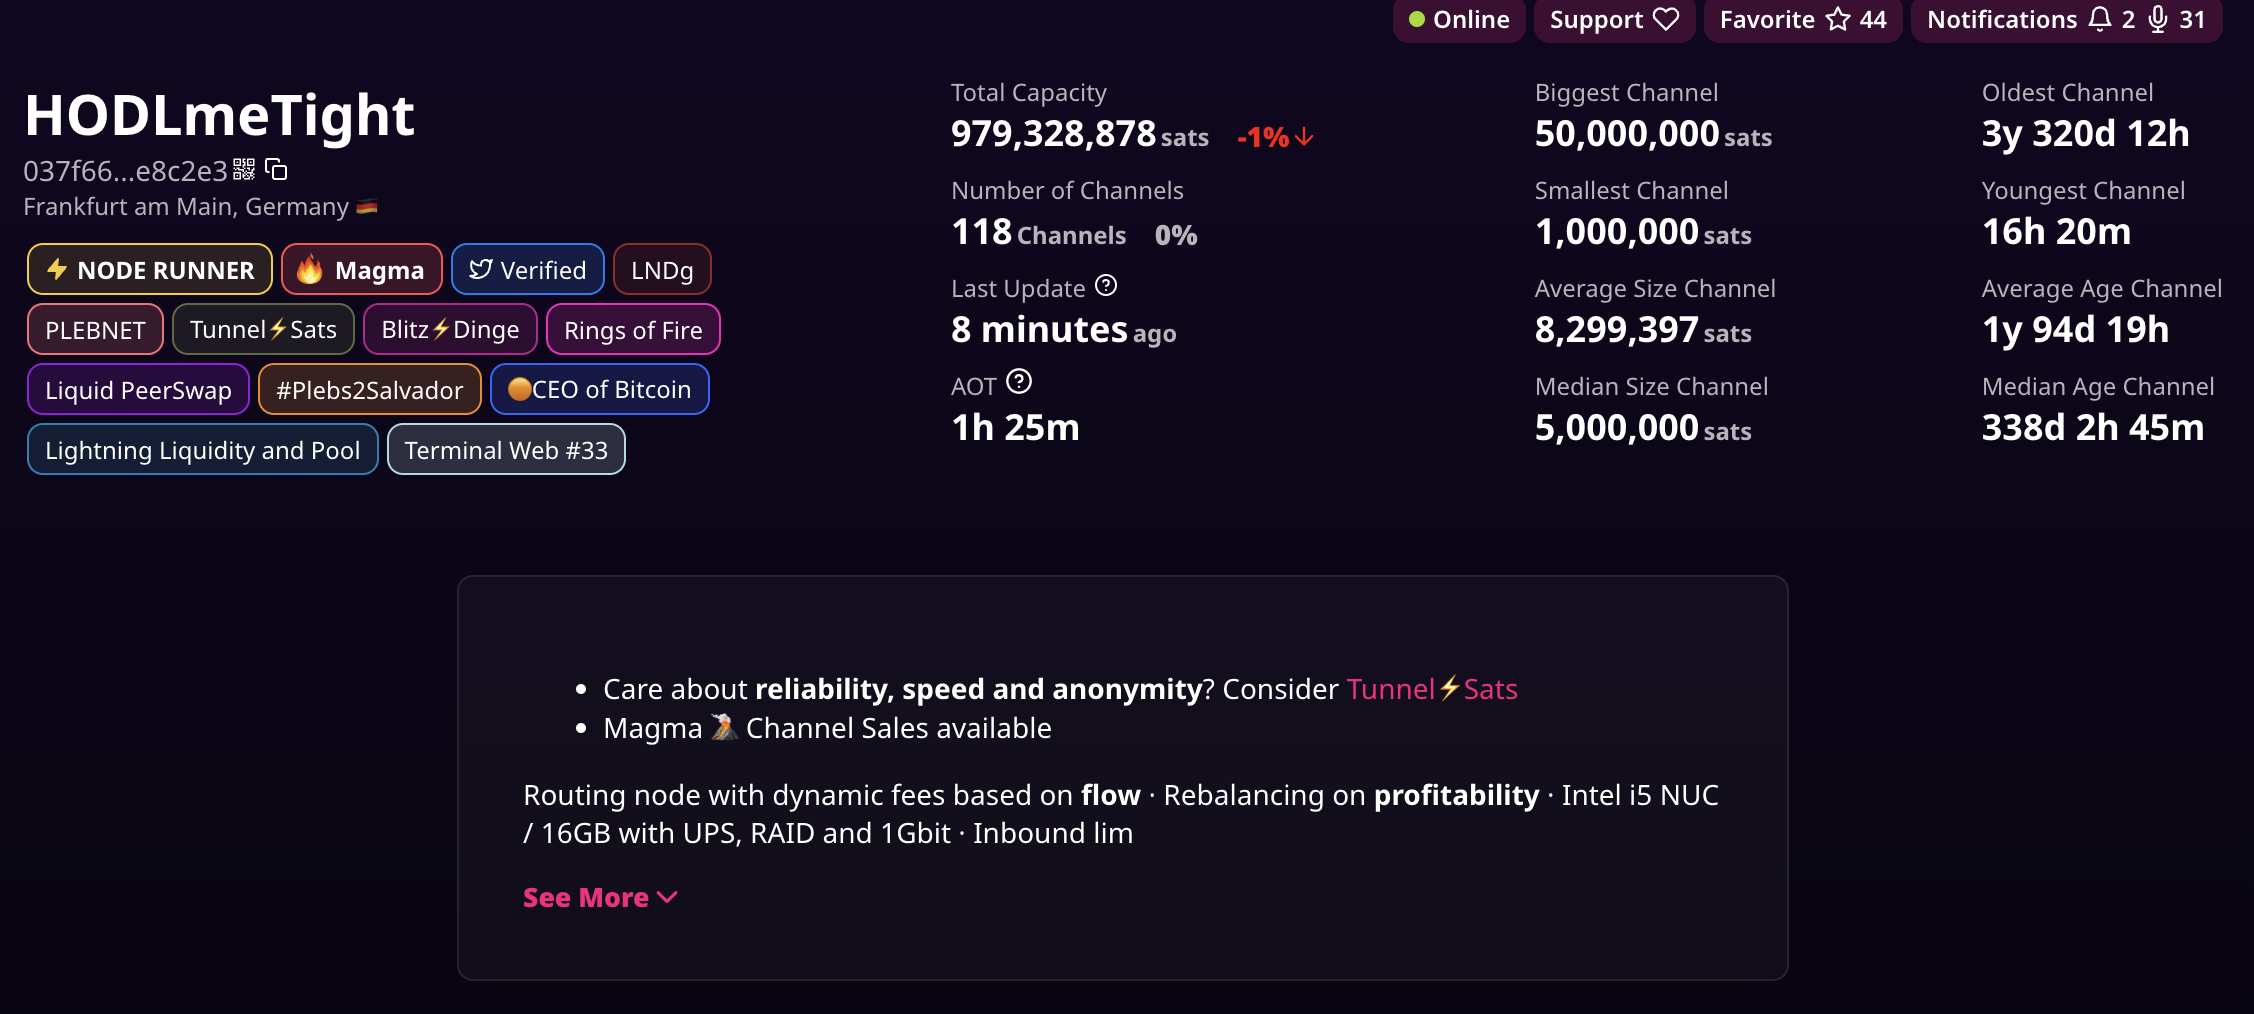 Online Support Favorite 44 Notifications 2 31
HODLmeTight
037f66...e8c2e3
Frankfurt am Main, Germany 🇩🇪
⚡ NODE RUNNER 🔥 Magma Verified LNDg
PLEBNET Tunnel⚡Sats Blitz⚡Dinge Rings of Fire
Liquid PeerSwap #Plebs2Salvador 🟠CEO of Bitcoin
Lightning Liquidity and Pool Terminal Web #33
Total Capacity
979,328,878 sats -1%↓
Number of Channels
118 Channels 0%
Last Update ?
8 minutes ago
AOT ?
1h 25m
Biggest Channel
50,000,000 sats
Smallest Channel
1,000,000 sats
Average Size Channel
8,299,397 sats
Median Size Channel
5,000,000 sats
Oldest Channel
3y 320d 12h
Youngest Channel
16h 20m
Average Age Channel
1y 94d 19h
Median Age Channel
338d 2h 45m
• Care about reliability, speed and anonymity? Consider Tunnel⚡Sats
• Magma 🌋 Channel Sales available
Routing node with dynamic fees based on flow · Rebalancing on profitability · Intel i5 NUC
/ 16GB with UPS, RAID and 1Gbit · Inbound lim
See More